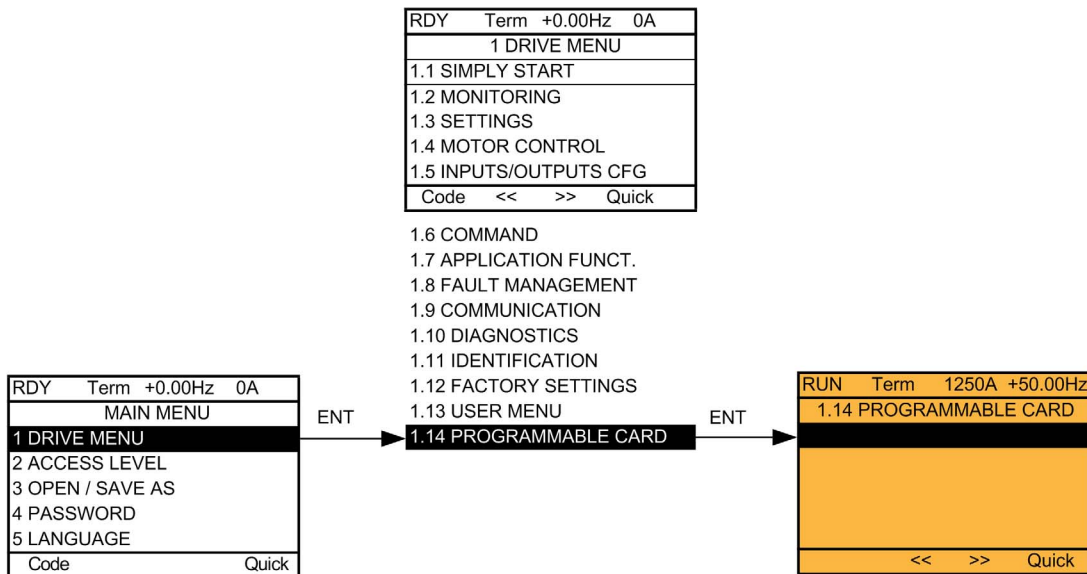 RDY Term +0.00Hz 0A
1 DRIVE MENU
1.1 SIMPLY START
1.2 MONITORING
1.3 SETTINGS
1.4 MOTOR CONTROL
1.5 INPUTS/OUTPUTS CFG
Code << >> Quick
1.6 COMMAND
1.7 APPLICATION FUNCT.
1.8 FAULT MANAGEMENT
1.9 COMMUNICATION
1.10 DIAGNOSTICS
1.11 IDENTIFICATION
1.12 FACTORY SETTINGS
1.13 USER MENU
1.14 PROGRAMMABLE CARD
RDY Term +0.00Hz 0A
MAIN MENU
1 DRIVE MENU
2 ACCESS LEVEL
3 OPEN / SAVE AS
4 PASSWORD
5 LANGUAGE
Code Quick
ENT
ENT
RUN Term 1250A +50.00Hz
1.14 PROGRAMMABLE CARD
<< >> Quick